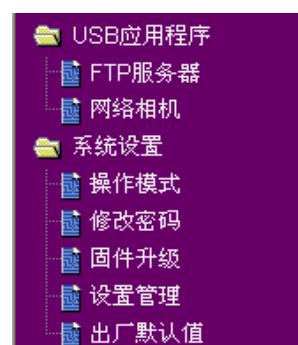 USB应用程序
FTP服务器
网络相机
系统设置
操作模式
修改密码
固件升级
设置管理
出厂默认值